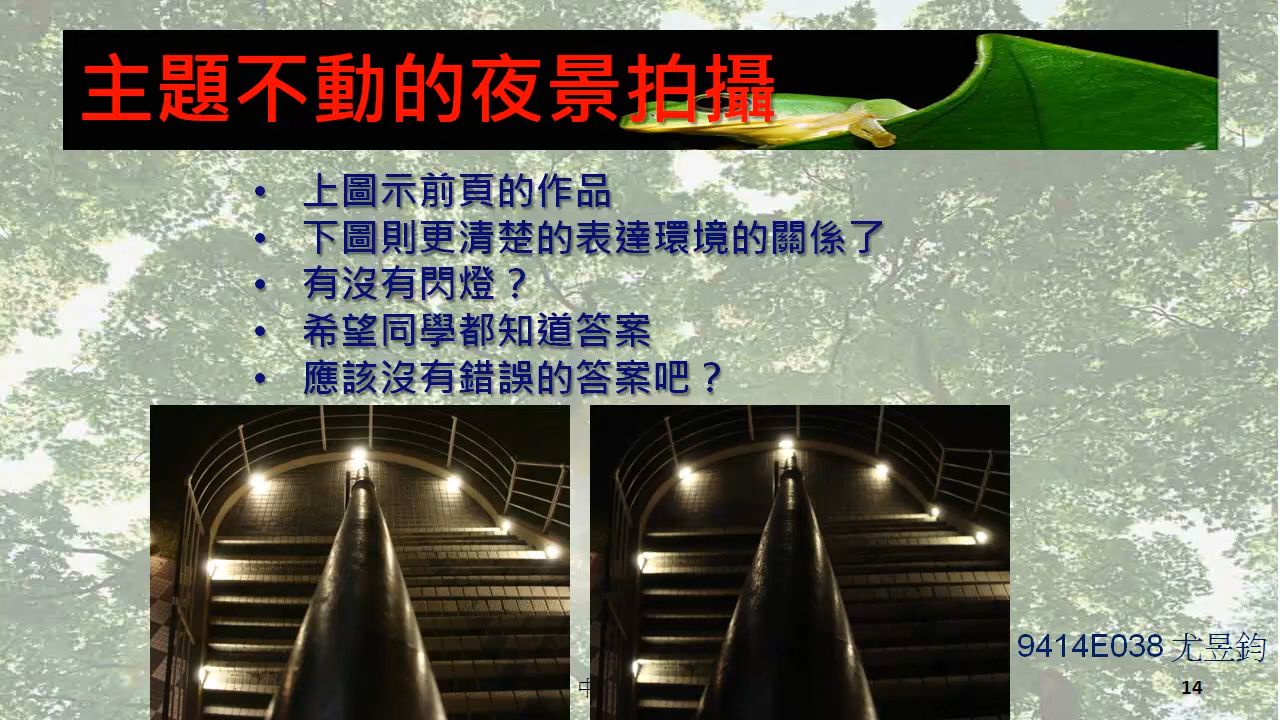 主題不動的夜景拍攝
• 上圖示前頁的作品
• 下圖則更清楚的表達環境的關係了
• 有沒有閃燈？
• 希望同學都知道答案
• 應該沒有錯誤的答案吧？
9414E038 尤昱鈞
14